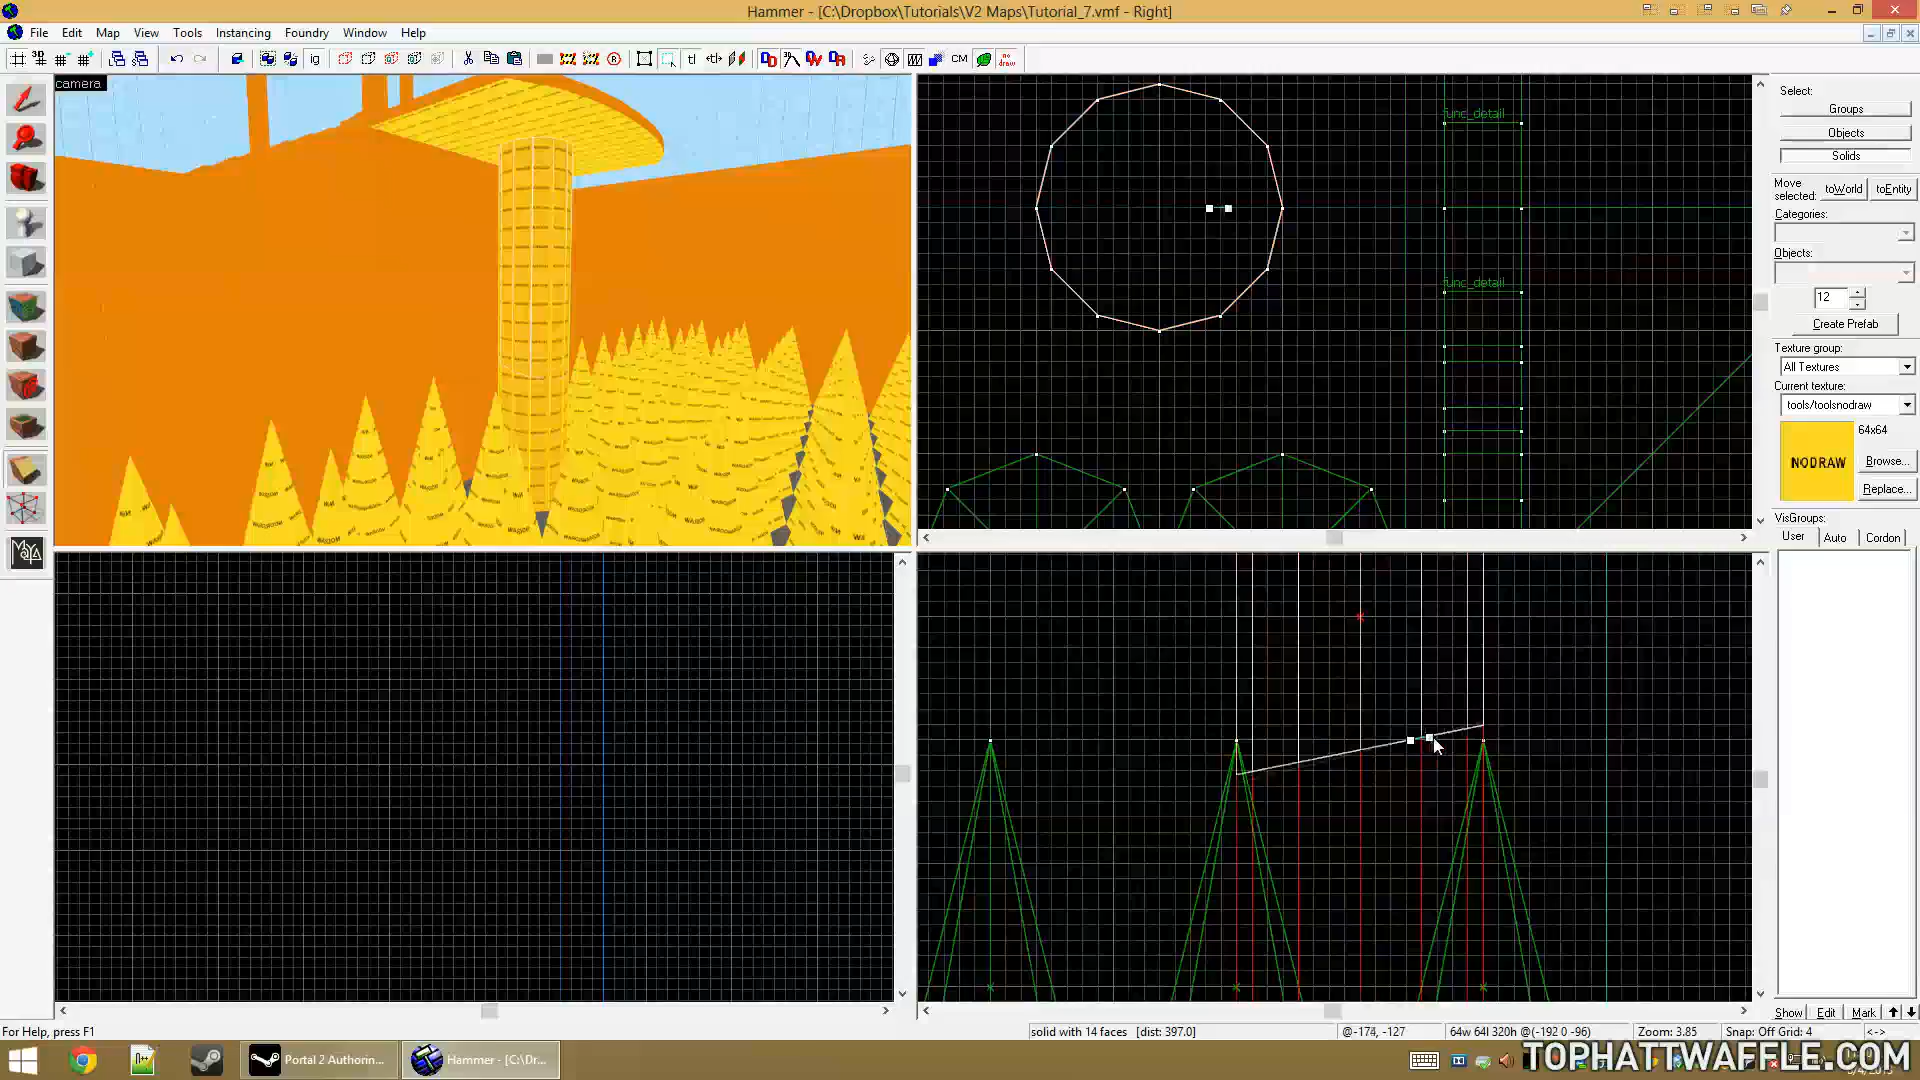 Hammer - [C:\Dropbox\Tutorials\V2 Maps\Tutorial_7.vmf - Right]
File Edit Map View Tools Instancing Foundry Window Help
ig
tl
CM
camera
Select:
Groups
Objects
Solids
Move selected:
toWorld
toEntity
Categories:
Objects:
12
Create Prefab
Texture group:
All Textures
Current texture:
tools/toolsnodraw
64x64
NODRAW
Browse...
Replace...
VisGroups:
User Auto Cordon
func_detail
func_detail
Show Edit Mark
For Help, press F1
solid with 14 faces [dist: 397.0]
@-174, -127
64w 64l 320h @(-192 0 -96)
Zoom: 3.85
Snap: Off Grid: 4
<->
Portal 2 Authorin...
Hammer - [C:\Dr...
TOPHATTWAFFLE.COM